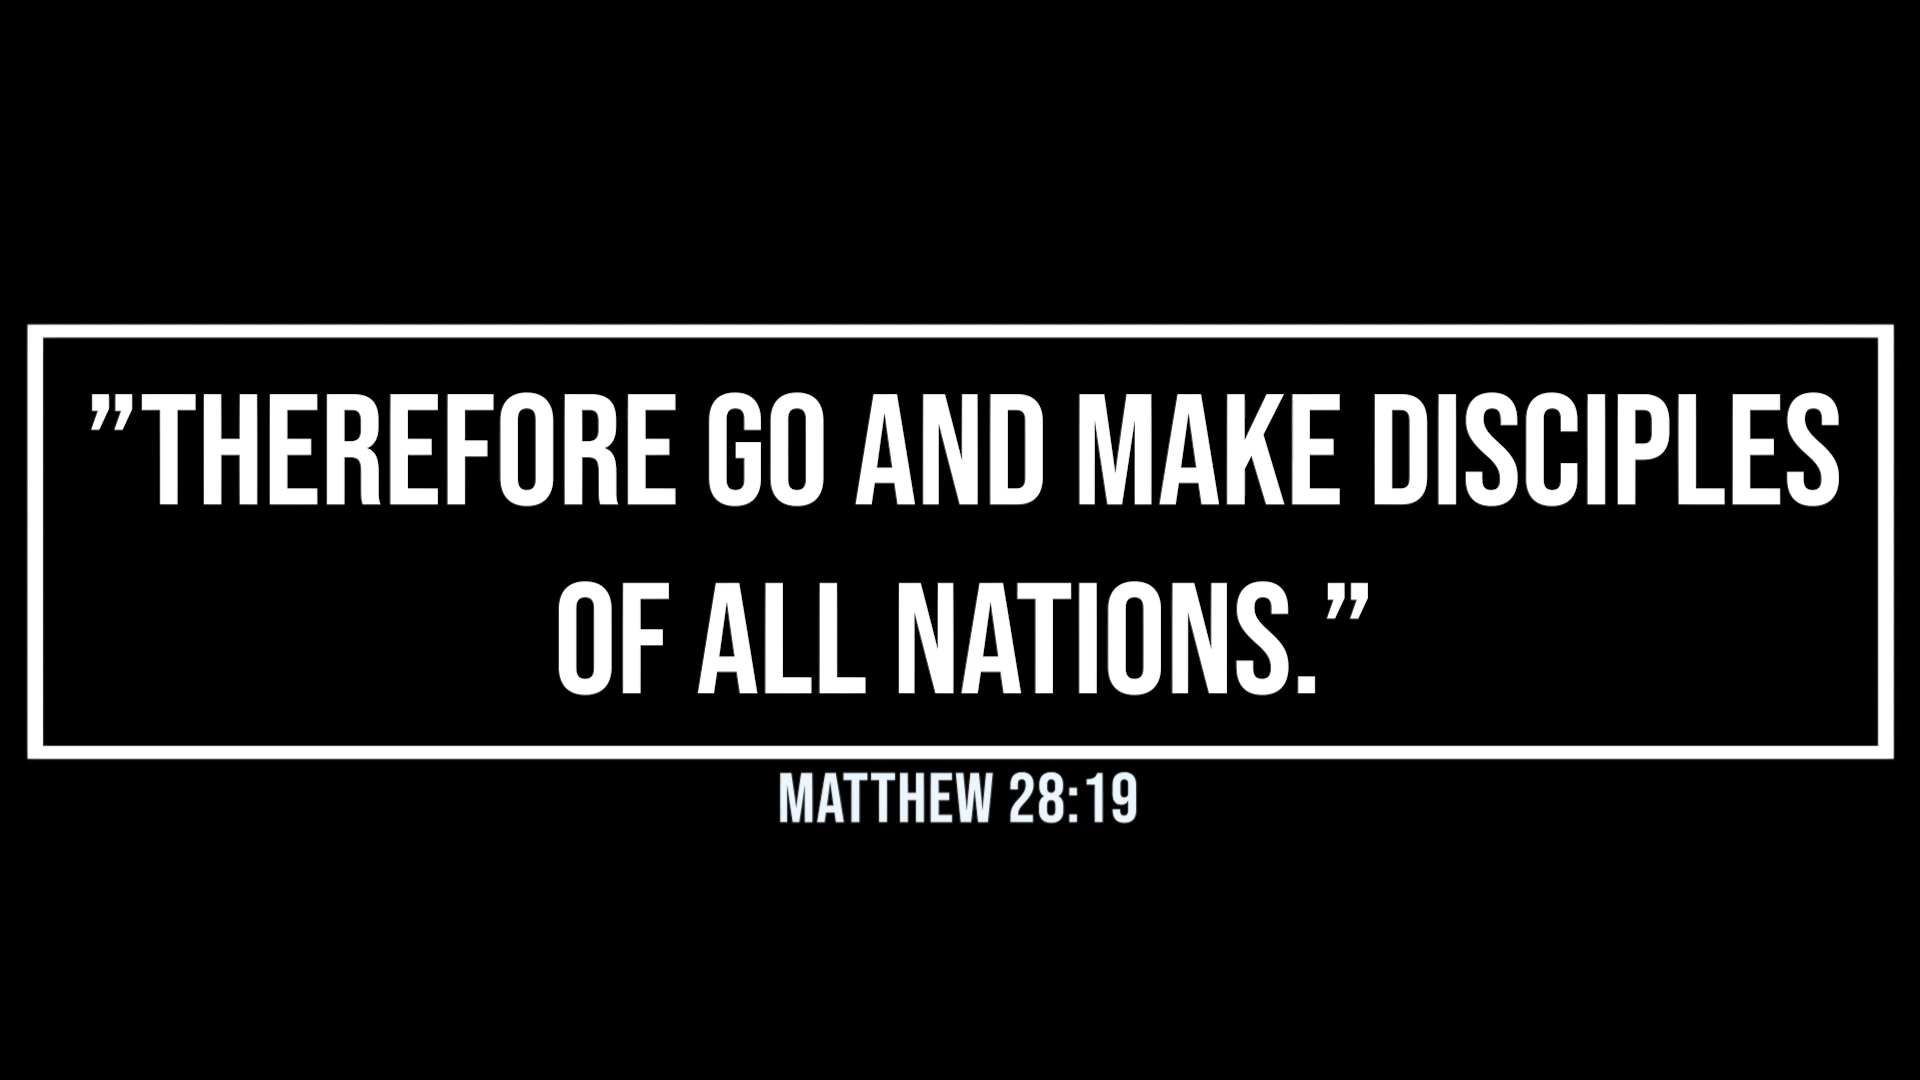 ”THEREFORE GO AND MAKE DISCIPLES
OF ALL NATIONS.”
MATTHEW 28:19